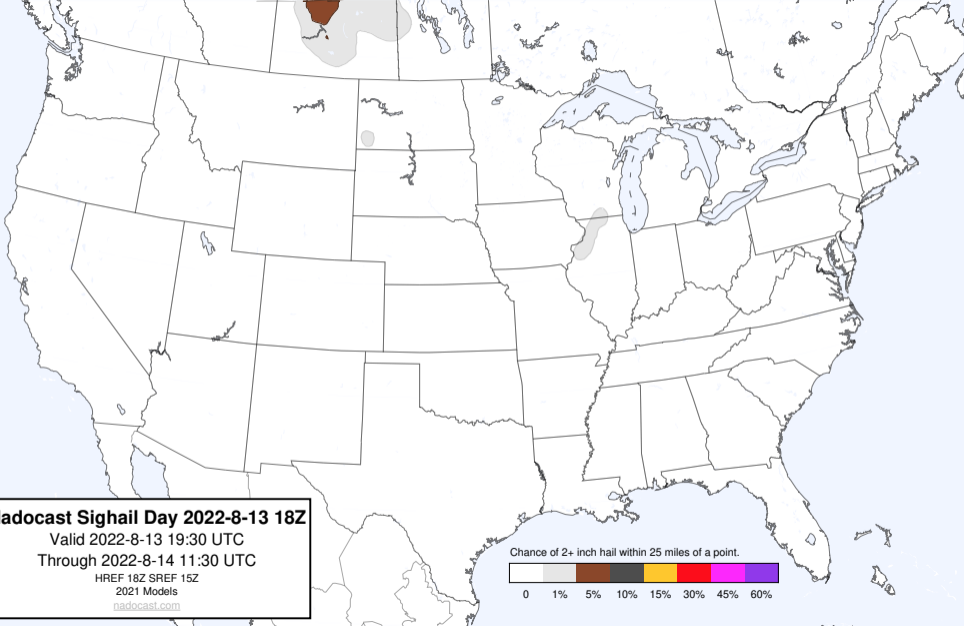 adocast Sighail Day 2022-8-13 18Z
Valid 2022-8-13 19:30 UTC
Through 2022-8-14 11:30 UTC
HREF 18Z SREF 15Z
2021 Models
nadocast.com
Chance of 2+ inch hail within 25 miles of a point.
0 1% 5% 10% 15% 30% 45% 60%